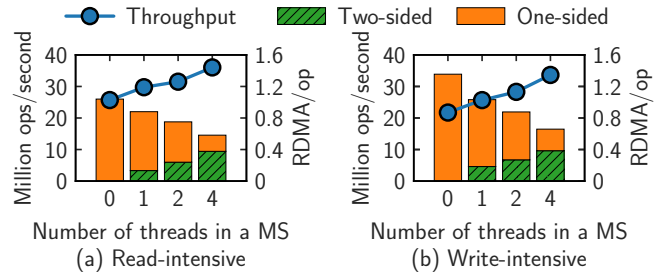 Throughput Two-sided One-sided
Million ops/second
40
30
20
10
0
1.6
1.2
0.8
0.4
0
RDMA/op
0 1 2 4
Number of threads in a MS
(a) Read-intensive
Million ops/second
40
30
20
10
0
1.6
1.2
0.8
0.4
0
RDMA/op
0 1 2 4
Number of threads in a MS
(b) Write-intensive